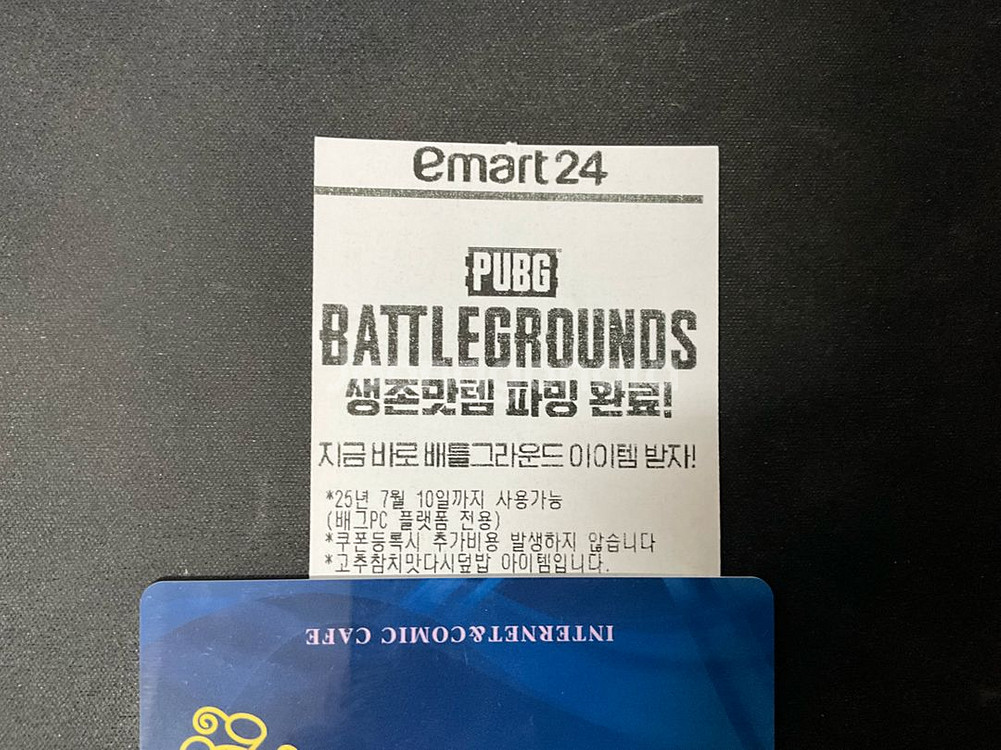 emart24
PUBG
BATTLEGROUNDS
생존맛템 파밍 완료!
지금 바로 배틀그라운드 아이템 받자!
*25년 7월 10일까지 사용가능
(배그PC 플랫폼 전용)
*쿠폰등록시 추가비용 발생하지 않습니다
*고추참치맛다시덮밥 아이템입니다.
INTERNET&COMIC CAFE